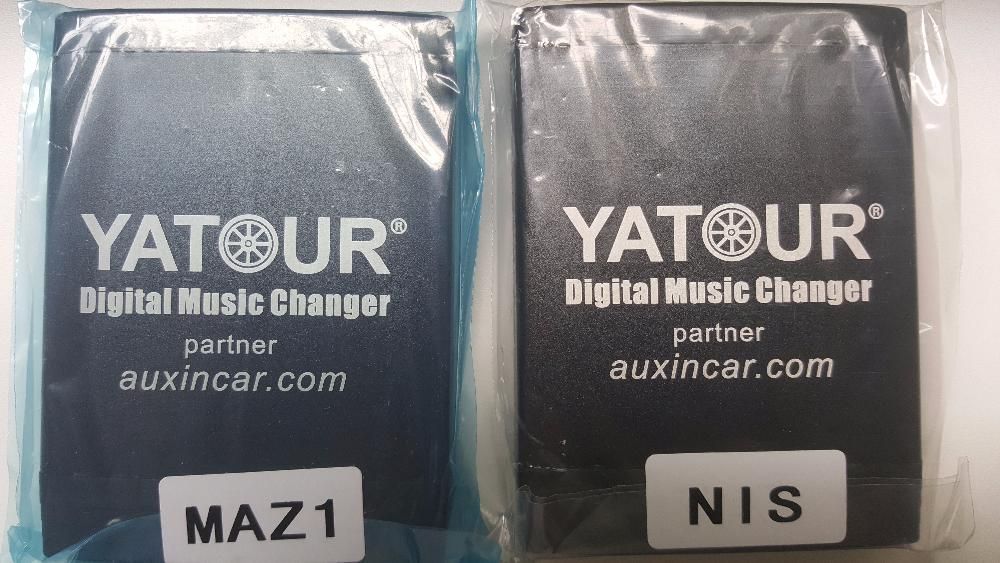 YATOUR®
Digital Music Changer
partner
auxincar.com
MAZ1
YATOUR®
Digital Music Changer
partner
auxincar.com
NIS